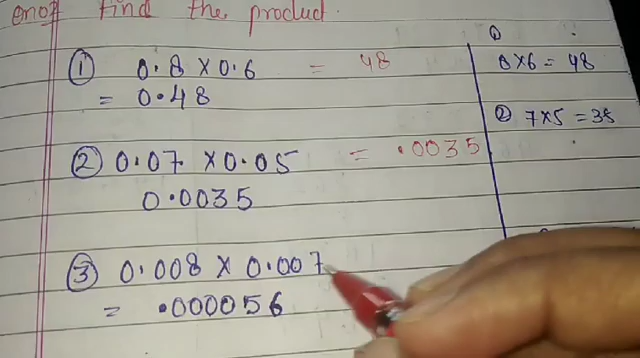 find the product.
① 0.8 × 0.6 = 48
= 0.48
② 0.07 × 0.05 = .0035
0.0035
③ 0.008 × 0.007
= .000056
①
8×6 = 48
② 7×5 = 35